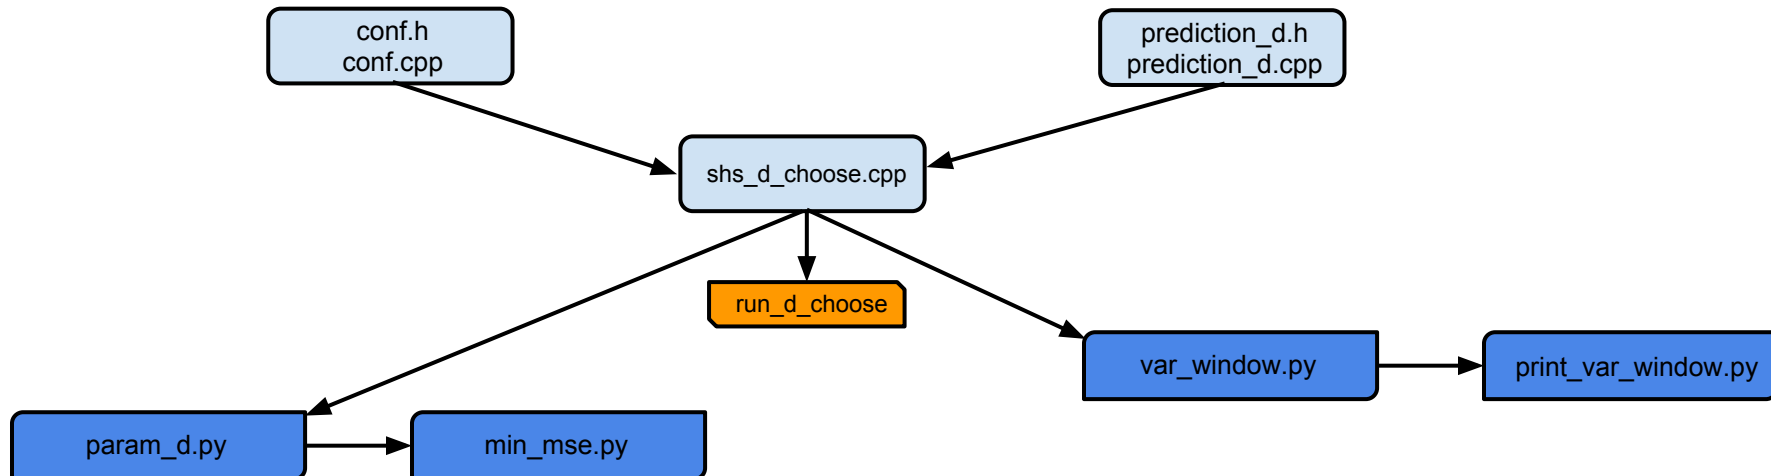 conf.h
conf.cpp
prediction_d.h
prediction_d.cpp
shs_d_choose.cpp
run_d_choose
var_window.py
print_var_window.py
param_d.py
min_mse.py